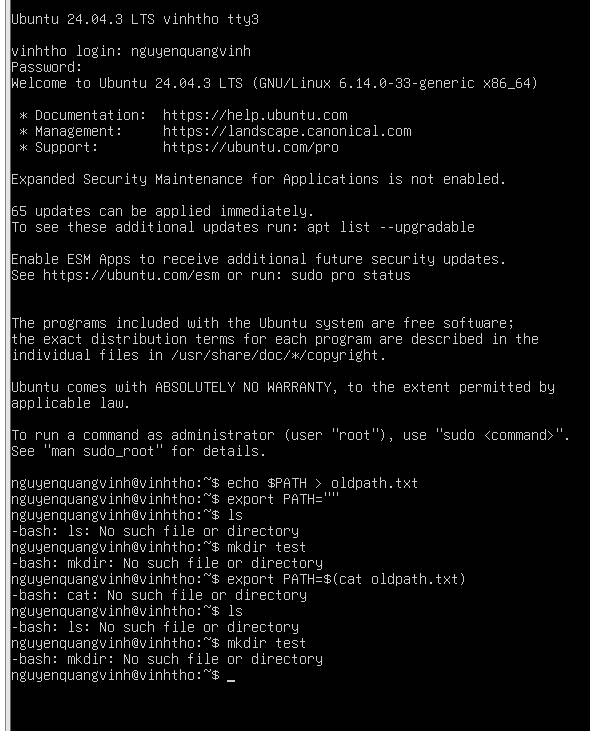 Ubuntu 24.04.3 LTS vinhtho tty3
vinhtho login: nguyenquangvinh
Password:
Welcome to Ubuntu 24.04.3 LTS (GNU/Linux 6.14.0-33-generic x86_64)
* Documentation:  https://help.ubuntu.com
* Management:     https://landscape.canonical.com
* Support:        https://ubuntu.com/pro
Expanded Security Maintenance for Applications is not enabled.
65 updates can be applied immediately.
To see these additional updates run: apt list --upgradable
Enable ESM Apps to receive additional future security updates.
See https://ubuntu.com/esm or run: sudo pro status
The programs included with the Ubuntu system are free software;
the exact distribution terms for each program are described in the
individual files in /usr/share/doc/*/copyright.
Ubuntu comes with ABSOLUTELY NO WARRANTY, to the extent permitted by
applicable law.
To run a command as administrator (user "root"), use "sudo <command>".
See "man sudo_root" for details.
nguyenquangvinh@vinhtho:~$ echo $PATH > oldpath.txt
nguyenquangvinh@vinhtho:~$ export PATH=""
nguyenquangvinh@vinhtho:~$ ls
-bash: ls: No such file or directory
nguyenquangvinh@vinhtho:~$ mkdir test
-bash: mkdir: No such file or directory
nguyenquangvinh@vinhtho:~$ export PATH=$(cat oldpath.txt)
-bash: cat: No such file or directory
nguyenquangvinh@vinhtho:~$ ls
-bash: ls: No such file or directory
nguyenquangvinh@vinhtho:~$ mkdir test
-bash: mkdir: No such file or directory
nguyenquangvinh@vinhtho:~$ _